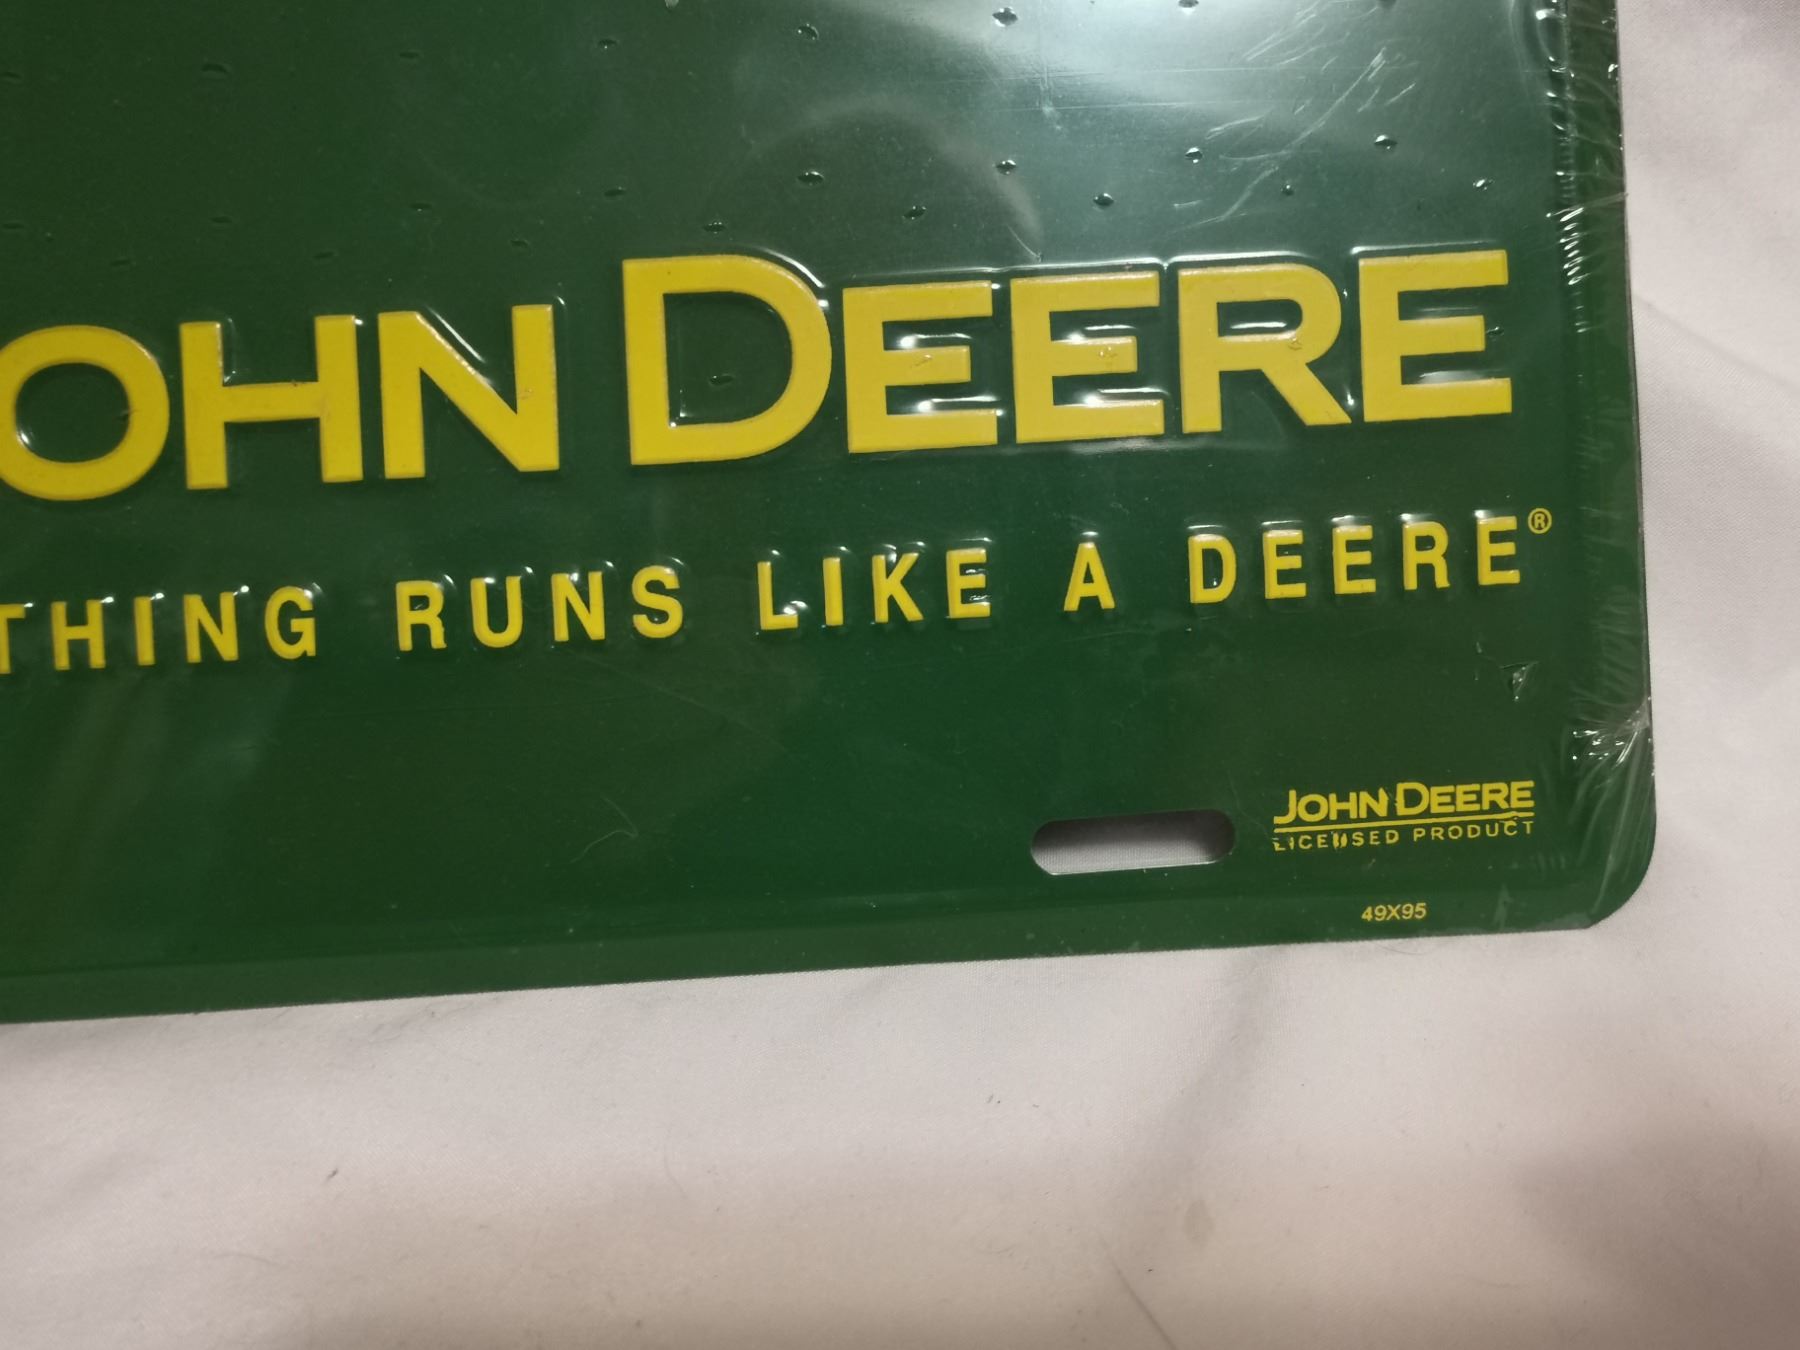 OHN DEERE
THING RUNS LIKE A DEERE®
JOHN DEERE
LICENSED PRODUCT
49X95